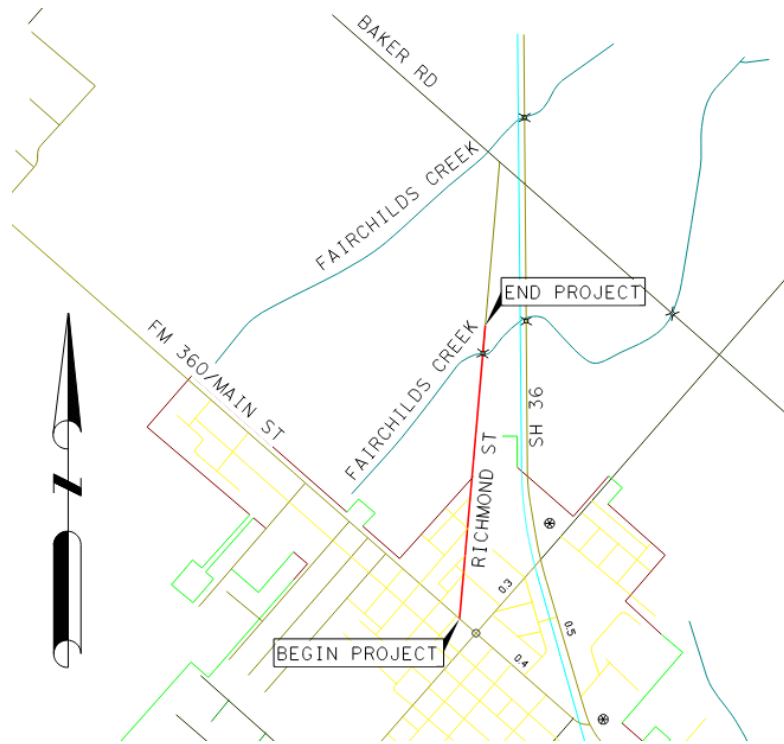 BAKER RD
FAIRCHILDS CREEK
END PROJECT
FM 360/MAIN ST
FAIRCHILDS CREEK
SH 36
N
RICHMOND ST
0.3
0.5
BEGIN PROJECT
0.4